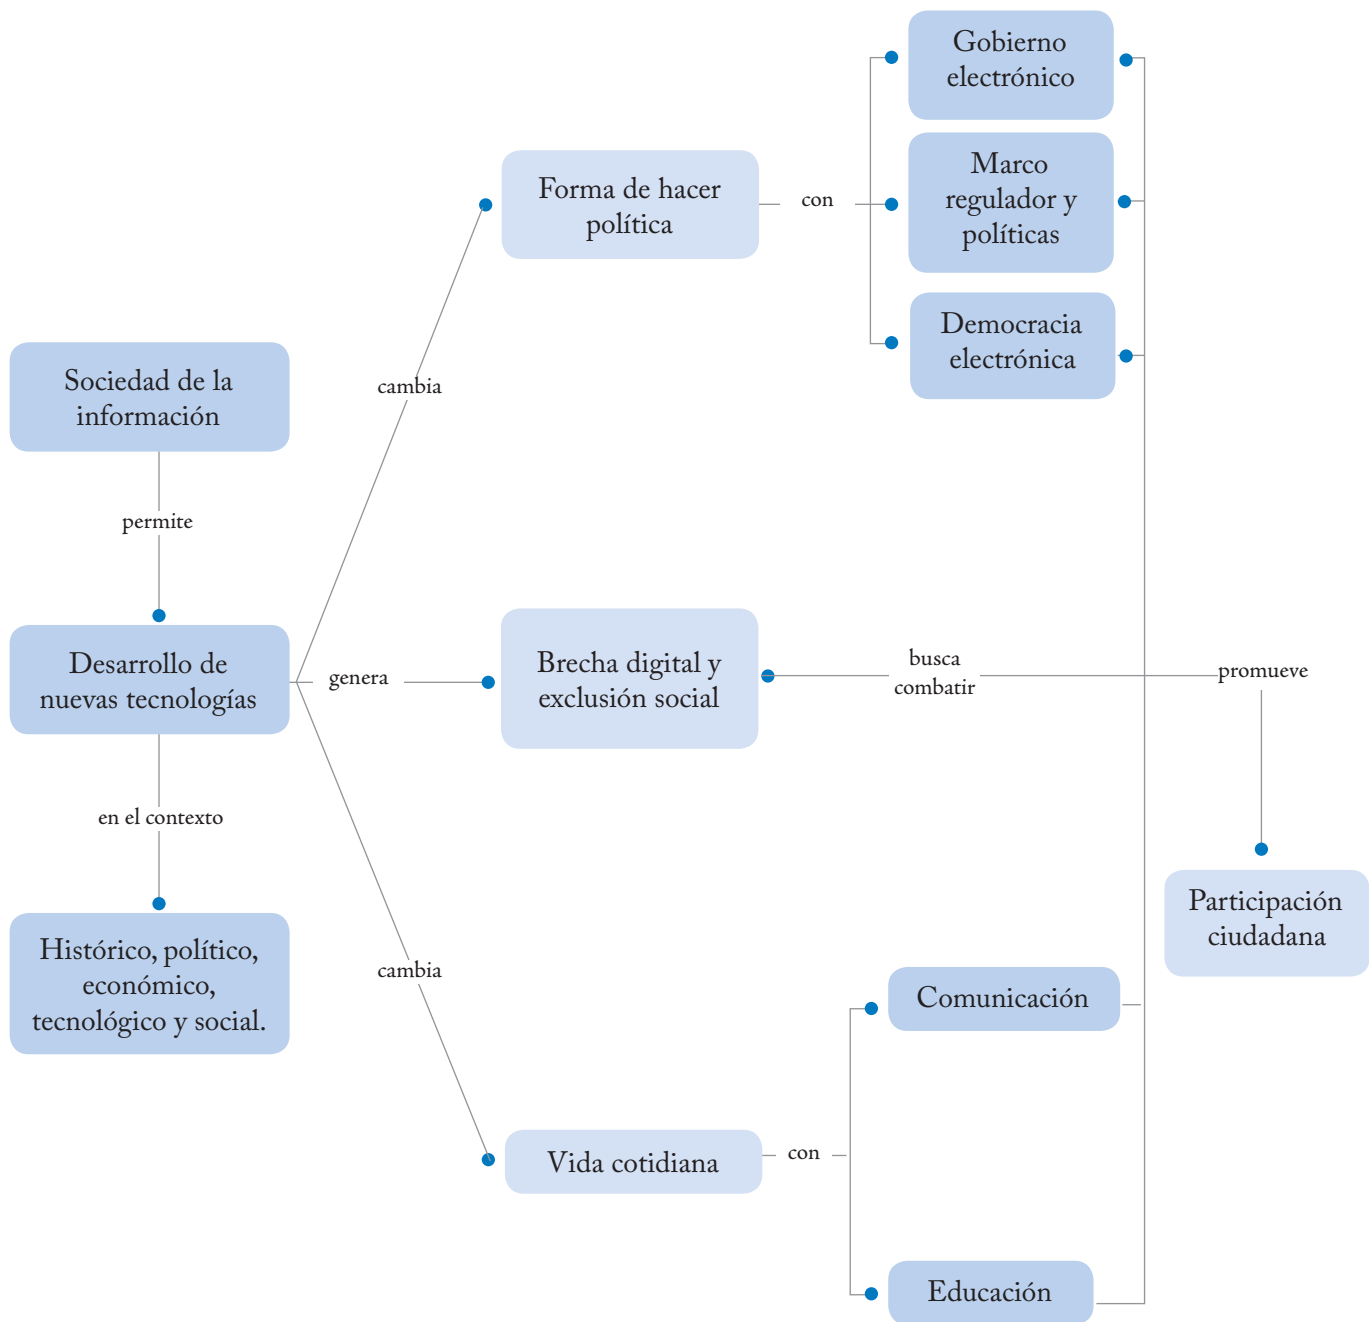 Gobierno
electrónico
Marco
regulador y
políticas
Democracia
electrónica
Forma de hacer
política
con
cambia
Sociedad de la
información
permite
Desarrollo de
nuevas tecnologías
genera
Brecha digital y
exclusión social
busca
combatir
promueve
en el contexto
Histórico, político,
económico,
tecnológico y social.
cambia
Participación
ciudadana
Comunicación
Vida cotidiana
con
Educación